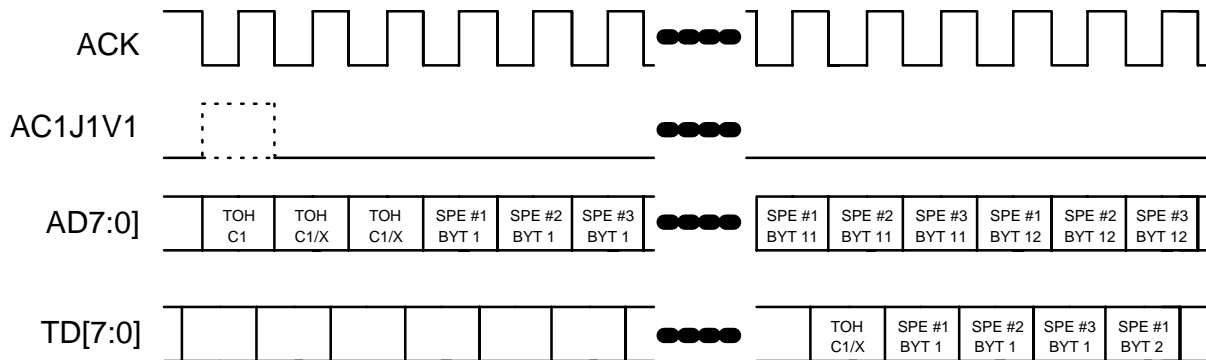 ACK
AC1J1V1
AD7:0]
TOH
C1
TOH
C1/X
TOH
C1/X
SPE #1
BYT 1
SPE #2
BYT 1
SPE #3
BYT 1
SPE #1
BYT 11
SPE #2
BYT 11
SPE #3
BYT 11
SPE #1
BYT 12
SPE #2
BYT 12
SPE #3
BYT 12
TD[7:0]
TOH
C1/X
SPE #1
BYT 1
SPE #2
BYT 1
SPE #3
BYT 1
SPE #1
BYT 2